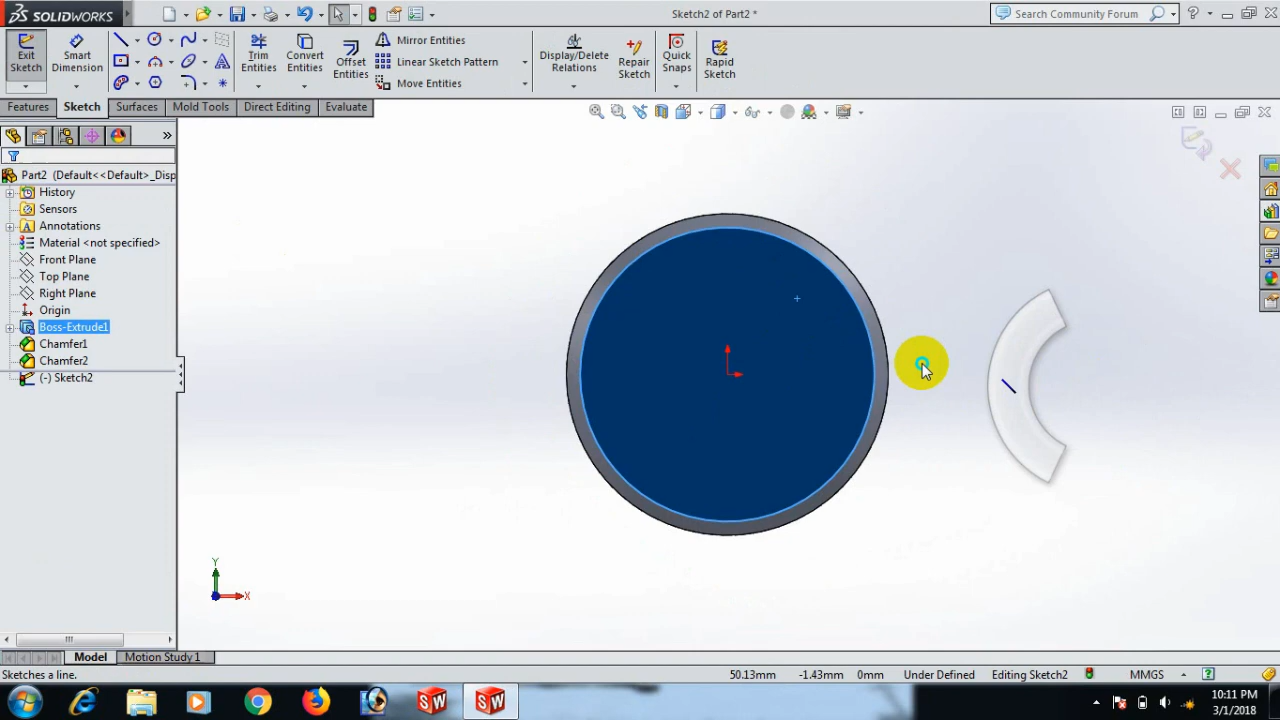 SOLIDWORKS
Sketch2 of Part2 *
Search Community Forum
Exit Sketch
Smart Dimension
Trim Entities
Convert Entities
Offset Entities
Mirror Entities
Linear Sketch Pattern
Move Entities
Display/Delete Relations
Repair Sketch
Quick Snaps
Rapid Sketch
Features
Sketch
Surfaces
Mold Tools
Direct Editing
Evaluate
Part2 (Default<<Default>_Disp
History
Sensors
Annotations
Material <not specified>
Front Plane
Top Plane
Right Plane
Origin
Boss-Extrude1
Chamfer1
Chamfer2
(-) Sketch2
Y
X
Model
Motion Study 1
Sketches a line.
50.13mm
-1.43mm
0mm
Under Defined
Editing Sketch2
MMGS
10:11 PM
3/1/2018